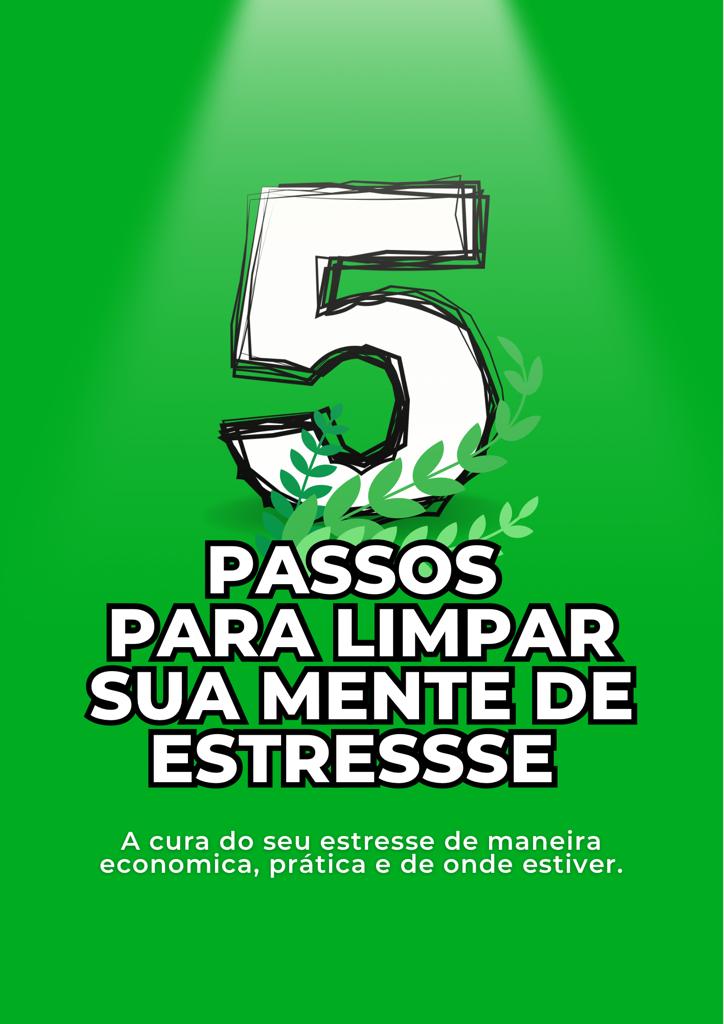 5
PASSOS
PARA LIMPAR
SUA MENTE DE
ESTRESSSE
A cura do seu estresse de maneira
economica, prática e de onde estiver.